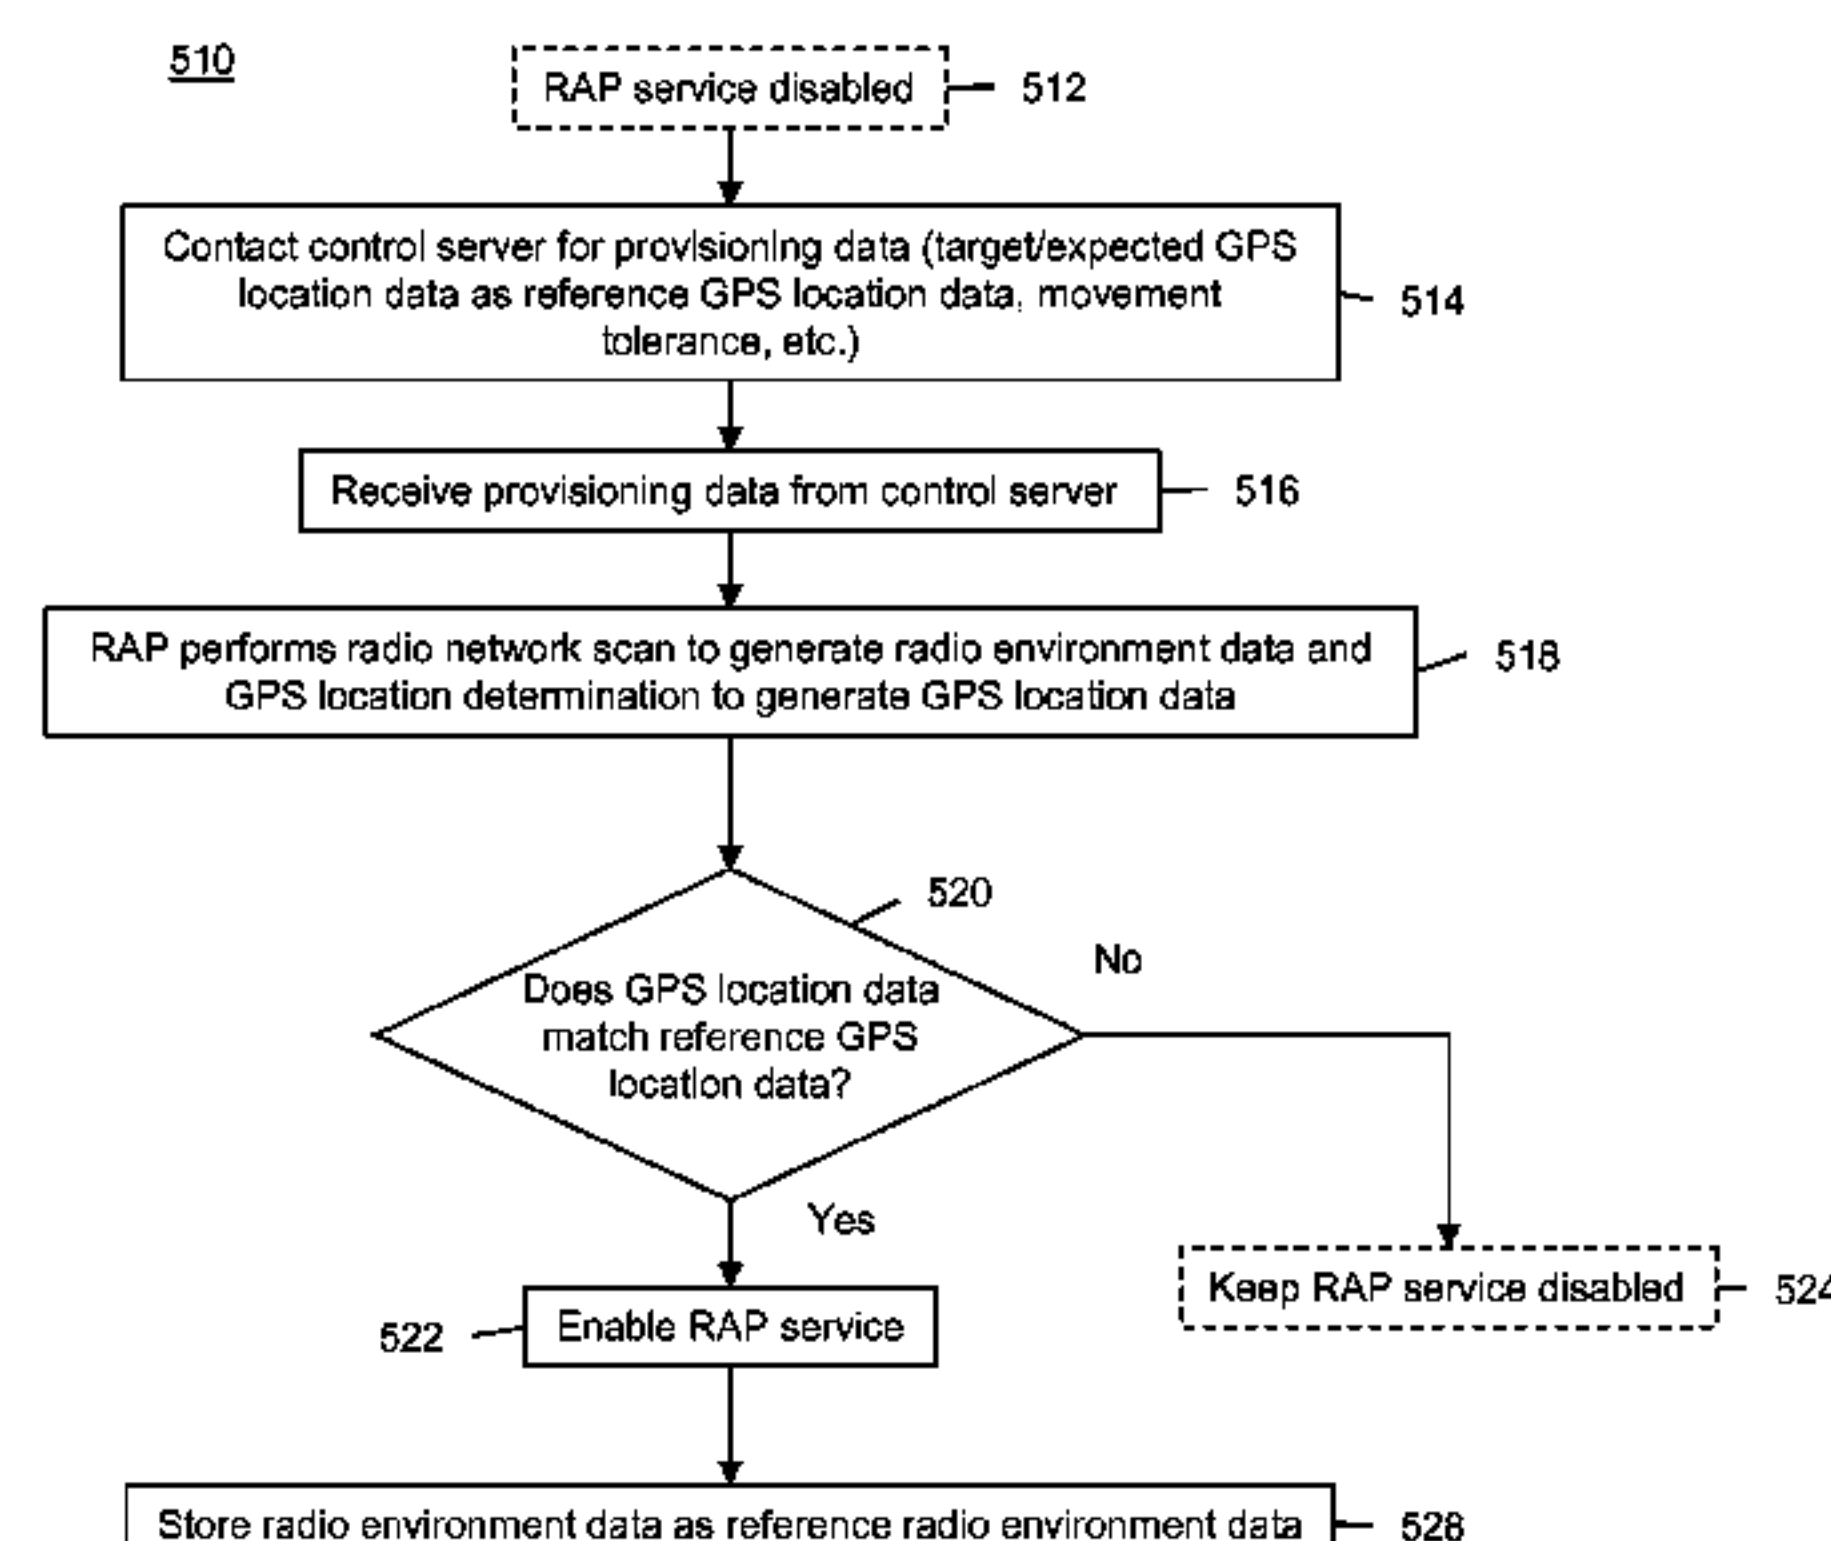 510
RAP service disabled
512
Contact control server for provisioning data (target/expected GPS
location data as reference GPS location data, movement
tolerance, etc.)
514
Receive provisioning data from control server
516
RAP performs radio network scan to generate radio environment data and
GPS location determination to generate GPS location data
518
520
No
Does GPS location data
match reference GPS
location data?
Yes
Keep RAP service disabled
524
522
Enable RAP service
Store radio environment data as reference radio environment data
528